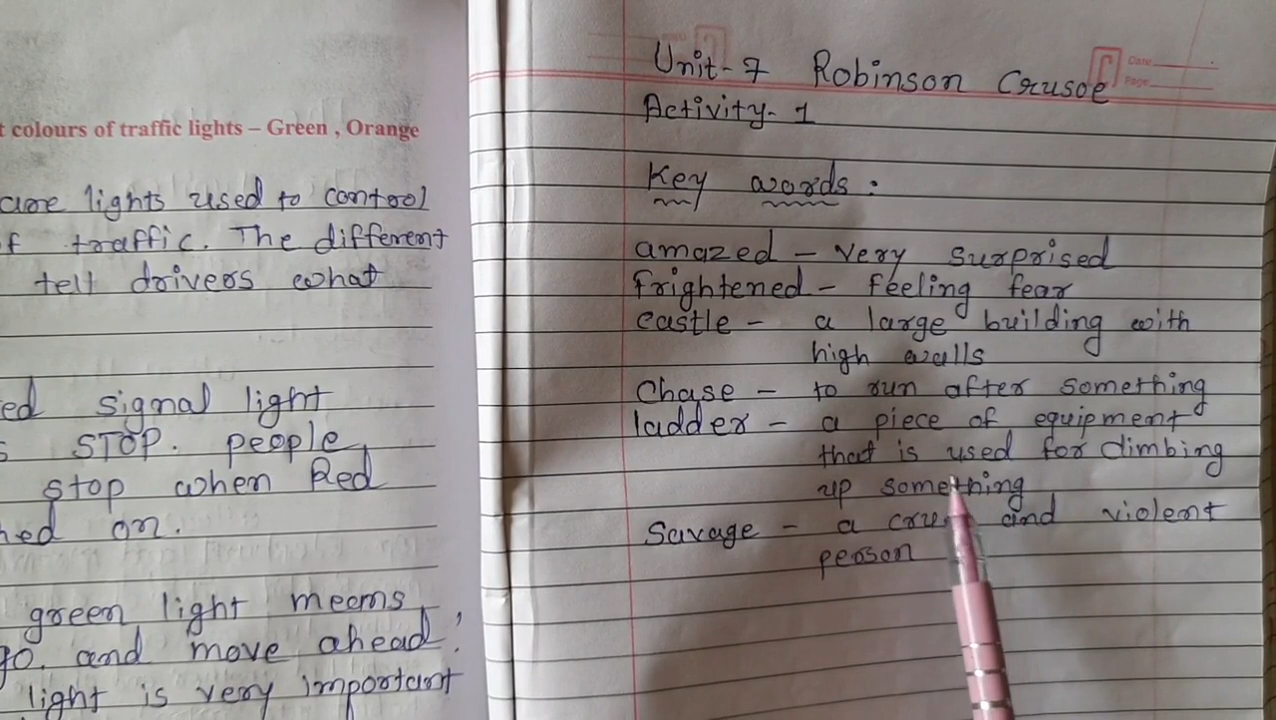 t colours of traffic lights – Green , Orange
are lights used to control
f traffic. The different
tell drivers what
ed signal light
s STOP. people
stop when Red
hed on.
green light means
go. and move ahead.
light is very important
Date
Page
Unit-7 Robinson Crusoe
Activity-1
Key words :
amazed – very surprised
frightened – feeling fear
castle – a large building with
high walls
Chase – to run after something
ladder – a piece of equipment
that is used for climbing
up something
Savage – a and violent
person